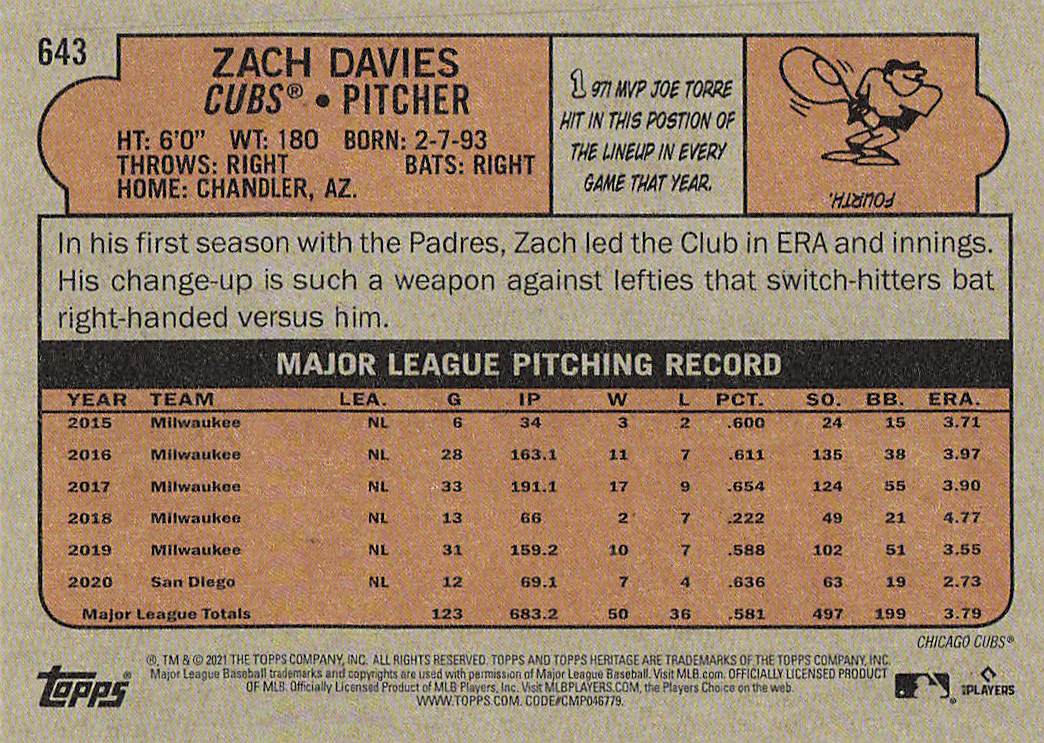 643
ZACH DAVIES
CUBS® • PITCHER
HT: 6'0" WT: 180 BORN: 2-7-93
THROWS: RIGHT BATS: RIGHT
HOME: CHANDLER, AZ.
1971 MVP JOE TORRE
HIT IN THIS POSTION OF
THE LINEUP IN EVERY
GAME THAT YEAR.
FOURTH.
In his first season with the Padres, Zach led the Club in ERA and innings.
His change-up is such a weapon against lefties that switch-hitters bat
right-handed versus him.
MAJOR LEAGUE PITCHING RECORD
YEAR TEAM LEA. G IP W L PCT. SO. BB. ERA.
2015 Milwaukee NL 6 34 3 2 .600 24 15 3.71
2016 Milwaukee NL 28 163.1 11 7 .611 135 38 3.97
2017 Milwaukee NL 33 191.1 17 9 .654 124 55 3.90
2018 Milwaukee NL 13 66 2 7 .222 49 21 4.77
2019 Milwaukee NL 31 159.2 10 7 .588 102 51 3.55
2020 San Diego NL 12 69.1 7 4 .636 63 19 2.73
Major League Totals 123 683.2 50 36 .581 497 199 3.79
CHICAGO CUBS®
topps®
®, TM & © 2021 THE TOPPS COMPANY, INC. ALL RIGHTS RESERVED. TOPPS AND TOPPS HERITAGE ARE TRADEMARKS OF THE TOPPS COMPANY, INC.
Major League Baseball trademarks and copyrights are used with permission of Major League Baseball. Visit MLB.com. OFFICIALLY LICENSED PRODUCT
OF MLB. Officially Licensed Product of MLB Players, Inc. Visit MLBPLAYERS.COM, the Players Choice on the web.
WWW.TOPPS.COM. CODE#CMP046779.
MLBPLAYERS